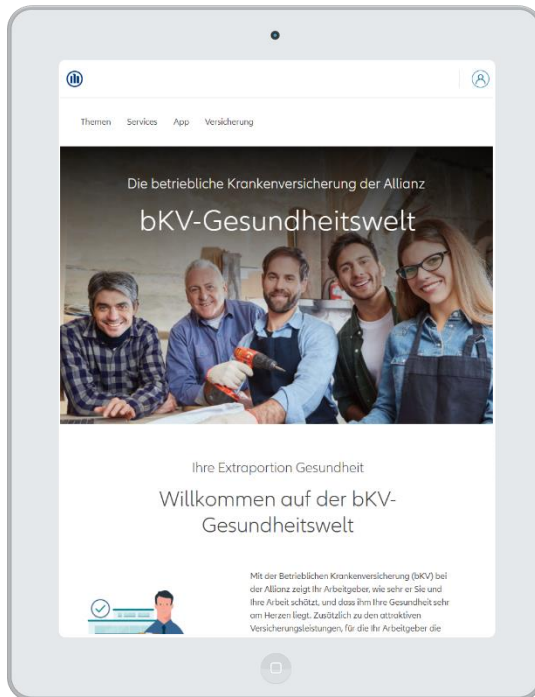 Themen Services App Versicherung
Die betriebliche Krankenversicherung der Allianz
bKV-Gesundheitswelt
Ihre Extraportion Gesundheit
Willkommen auf der bKV-
Gesundheitswelt
Mit der Betrieblichen Krankenversicherung (bKV) bei
der Allianz zeigt Ihr Arbeitgeber, wie sehr er Sie und
Ihre Arbeit schätzt, und dass ihm Ihre Gesundheit sehr
am Herzen liegt. Zusätzlich zu den attraktiven
Versicherungsleistungen, für die Ihr Arbeitgeber die